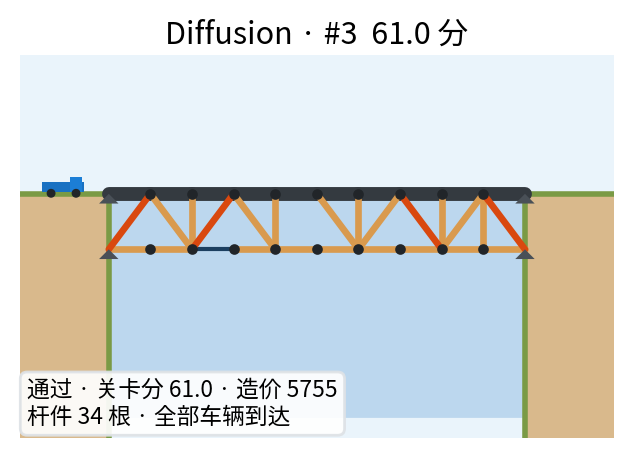 Diffusion · #3 61.0 分
通过 · 关卡分 61.0 · 造价 5755
杆件 34 根 · 全部车辆到达